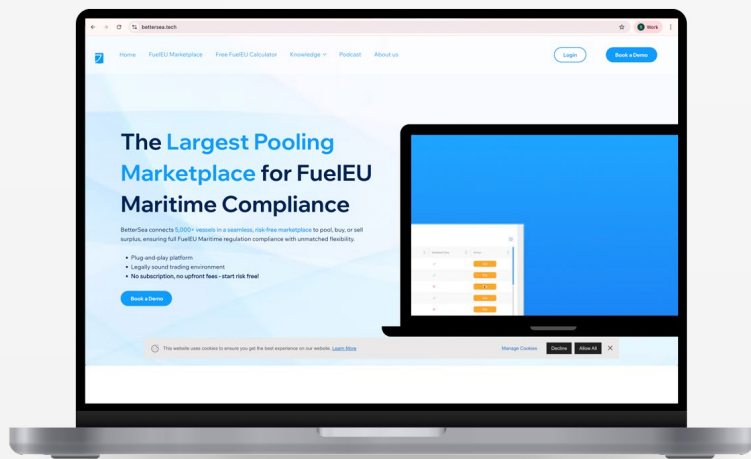 bettersea.tech
Work
Home FuelEU Marketplace Free FuelEU Calculator Knowledge Podcast About us
Login Book a Demo
The Largest Pooling
Marketplace for FuelEU
Maritime Compliance
BetterSea connects 5,000+ vessels in a seamless, risk-free marketplace to pool, buy, or sell
surplus, ensuring full FuelEU Maritime regulation compliance with unmatched flexibility.
• Plug-and-play platform
• Legally sound trading environment
• No subscription, no upfront fees - start risk free!
Book a Demo
This website uses cookies to ensure you get the best experience on our website. Learn More
Manage Cookies Decline Allow All